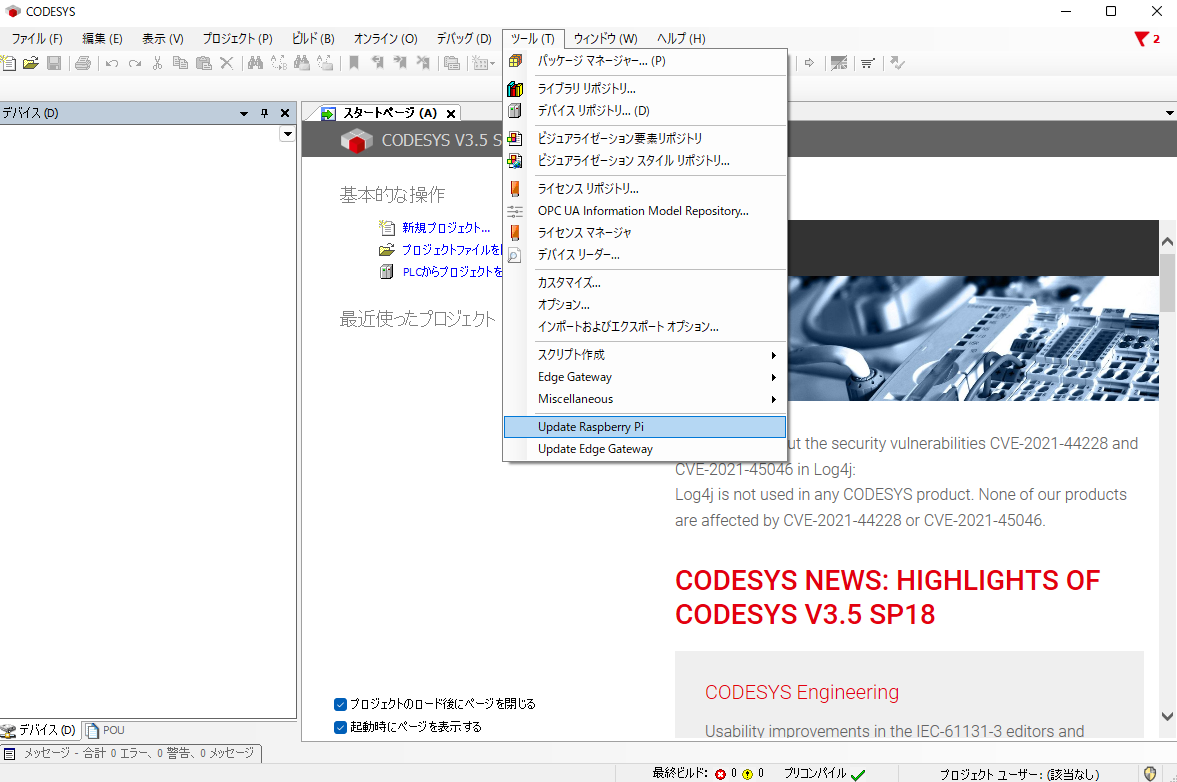 CODESYS
ファイル (F) 編集 (E) 表示 (V) プロジェクト (P) ビルド (B) オンライン (O) デバッグ (D) ツール (T) ウィンドウ (W) ヘルプ (H)
2
パッケージ マネージャー... (P)
ライブラリ リポジトリ...
デバイス リポジトリ... (D)
ビジュアライゼーション要素リポジトリ
ビジュアライゼーション スタイル リポジトリ...
ライセンス リポジトリ...
OPC UA Information Model Repository...
ライセンス マネージャ
デバイス リーダー...
カスタマイズ...
オプション...
インポートおよびエクスポート オプション...
スクリプト作成
Edge Gateway
Miscellaneous
Update Raspberry Pi
Update Edge Gateway
デバイス (D)
スタートページ (A)
CODESYS V3.5 S
基本的な操作
新規プロジェクト...
プロジェクトファイルを
PLCからプロジェクトを
最近使ったプロジェクト
ut the security vulnerabilities CVE-2021-44228 and
CVE-2021-45046 in Log4j:
Log4j is not used in any CODESYS product. None of our products
are affected by CVE-2021-44228 or CVE-2021-45046.
CODESYS NEWS: HIGHLIGHTS OF
CODESYS V3.5 SP18
CODESYS Engineering
Usability improvements in the IEC-61131-3 editors and
プロジェクトのロード後にページを閉じる
起動時にページを表示する
デバイス (D) POU
メッセージ - 合計 0 エラー、0 警告、0 メッセージ
最終ビルド: 0 0 プリコンパイル プロジェクト ユーザー: (該当なし)